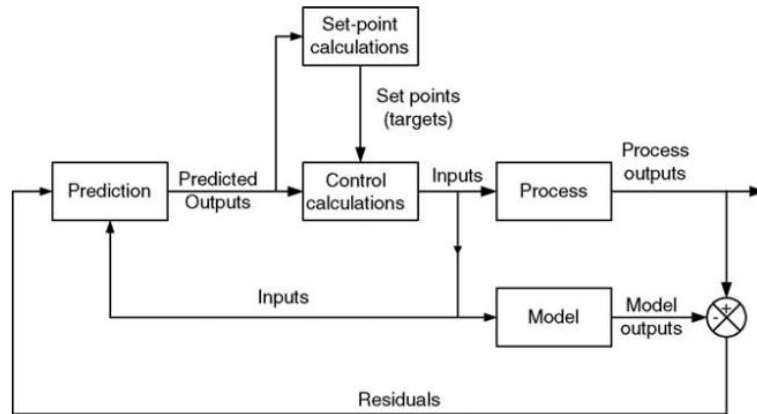 Set-point
calculations
Set points
(targets)
Prediction
Predicted
Outputs
Control
calculations
Inputs
Process
Process
outputs
Inputs
Model
Model
outputs
+
-
Residuals